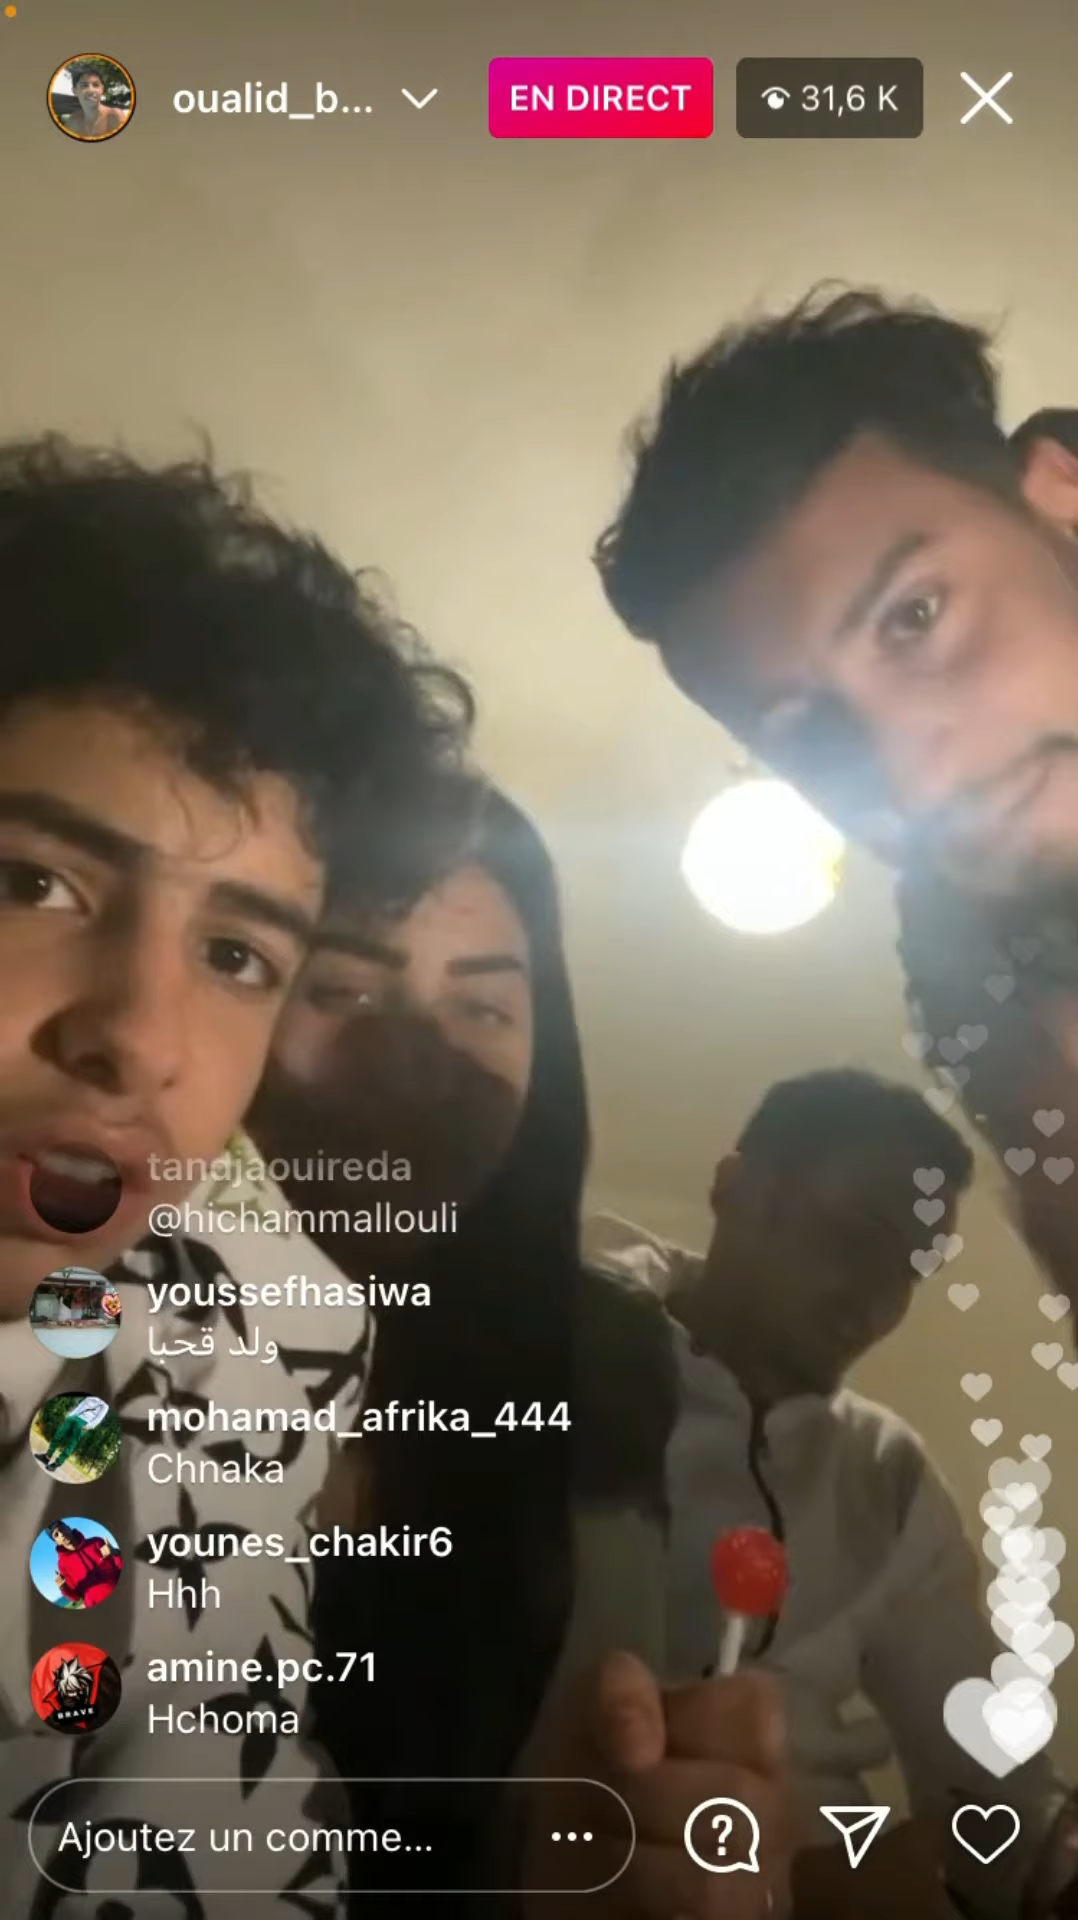 oualid_b...
EN DIRECT
31,6 K
tandjaouireda
@hichammallouli
youssefhasiwa
ولد قحبا
mohamad_afrika_444
Chnaka
younes_chakir6
Hhh
amine.pc.71
Hchoma
BRAVE
Ajoutez un comme...